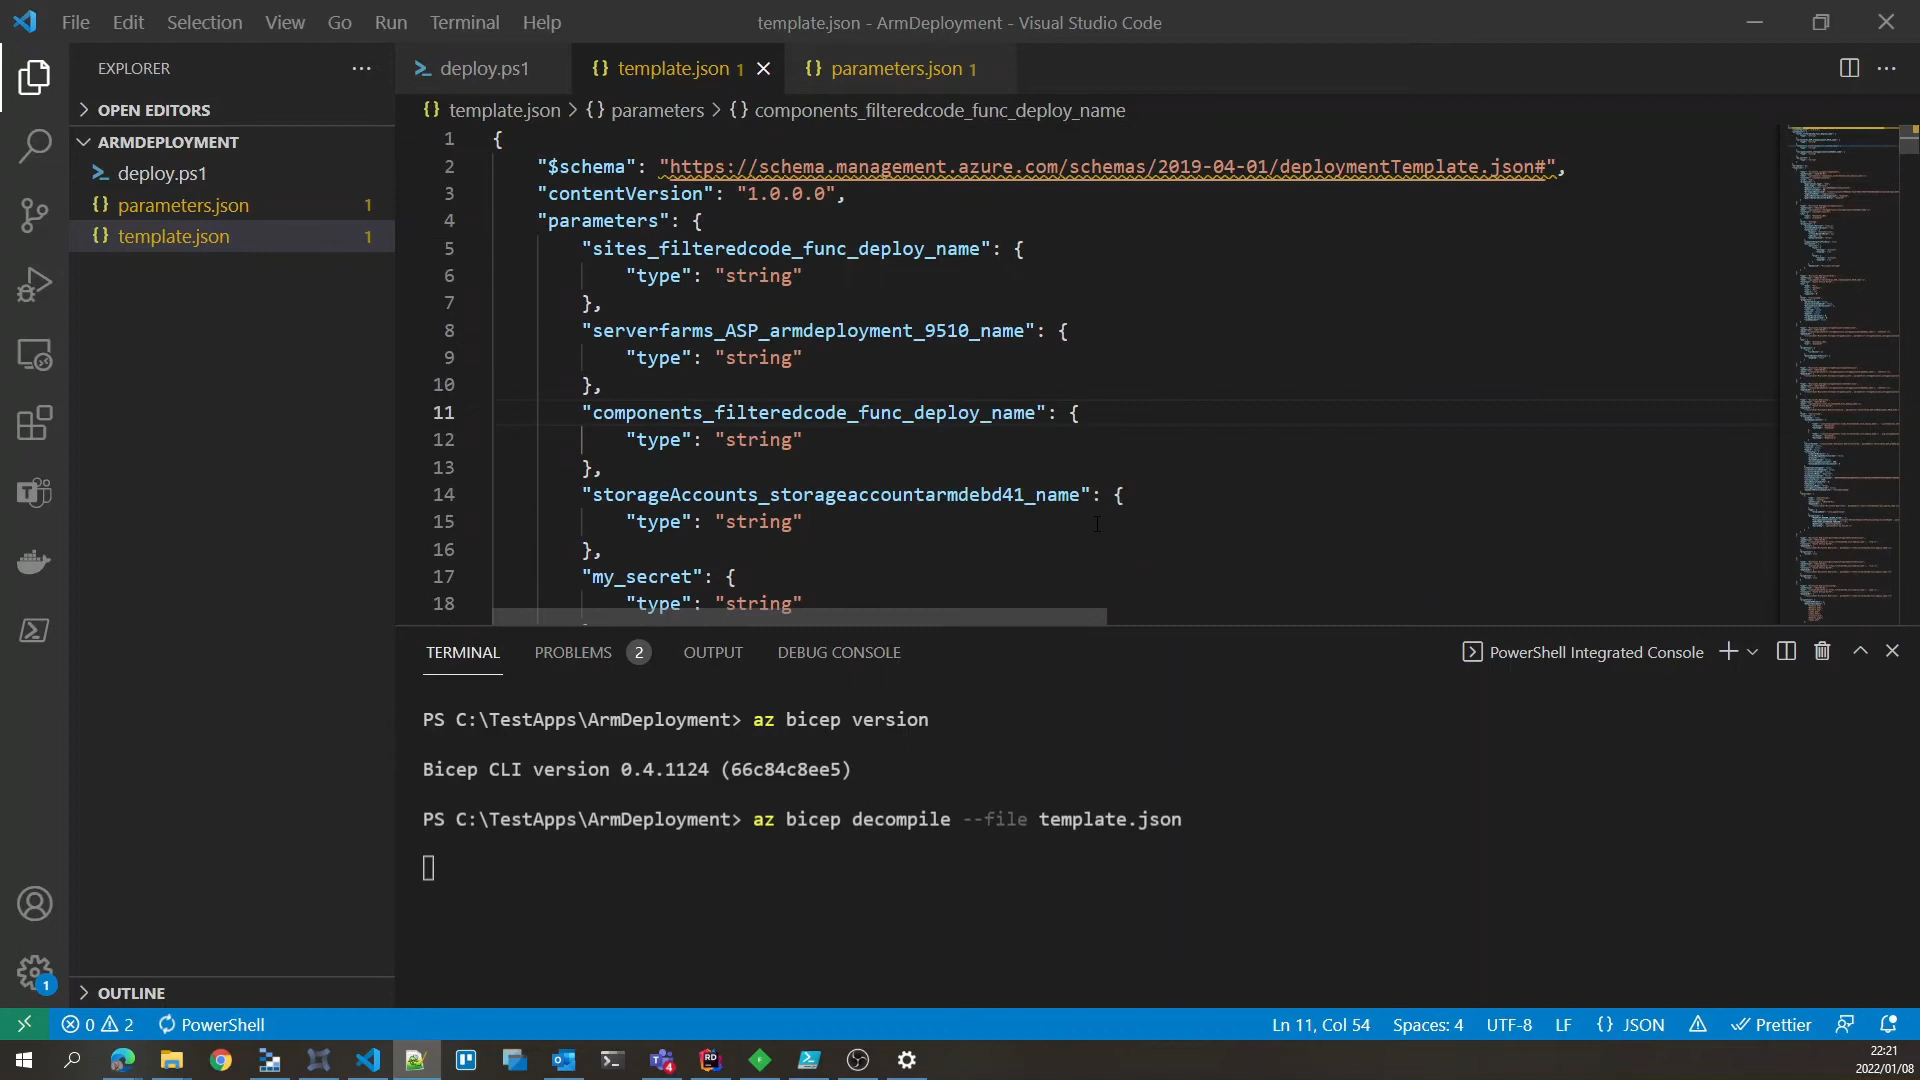 File Edit Selection View Go Run Terminal Help
template.json - ArmDeployment - Visual Studio Code
EXPLORER
OPEN EDITORS
ARMDEPLOYMENT
deploy.ps1
parameters.json 1
template.json 1
OUTLINE
deploy.ps1 template.json 1 parameters.json 1
template.json > {} parameters > {} components_filteredcode_func_deploy_name
1 {
2 "$schema": "https://schema.management.azure.com/schemas/2019-04-01/deploymentTemplate.json#",
3 "contentVersion": "1.0.0.0",
4 "parameters": {
5 "sites_filteredcode_func_deploy_name": {
6 "type": "string"
7 },
8 "serverfarms_ASP_armdeployment_9510_name": {
9 "type": "string"
10 },
11 "components_filteredcode_func_deploy_name": {
12 "type": "string"
13 },
14 "storageAccounts_storageaccountarmdebd41_name": {
15 "type": "string"
16 },
17 "my_secret": {
18 "type": "string"
TERMINAL PROBLEMS 2 OUTPUT DEBUG CONSOLE
PowerShell Integrated Console
PS C:\TestApps\ArmDeployment> az bicep version
Bicep CLI version 0.4.1124 (66c84c8ee5)
PS C:\TestApps\ArmDeployment> az bicep decompile --file template.json
1
0 2 PowerShell
Ln 11, Col 54 Spaces: 4 UTF-8 LF {} JSON Prettier
4
22:21
2022/01/08